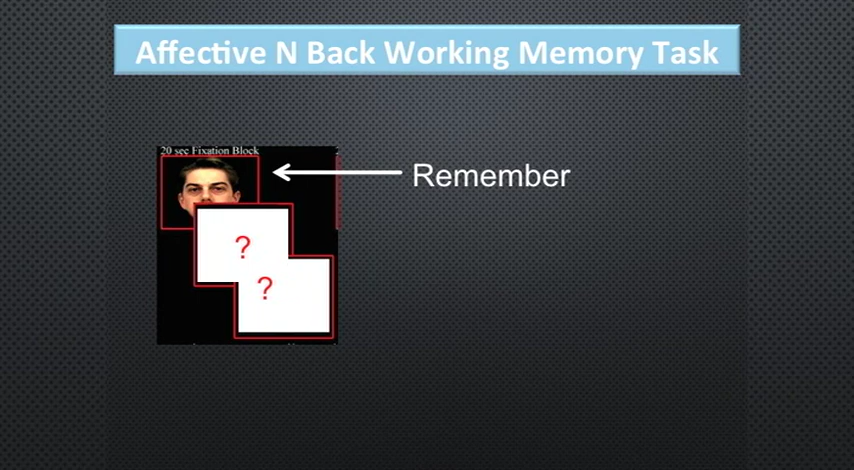 Affective N Back Working Memory Task
20 sec Fixation Block
Remember
?
?